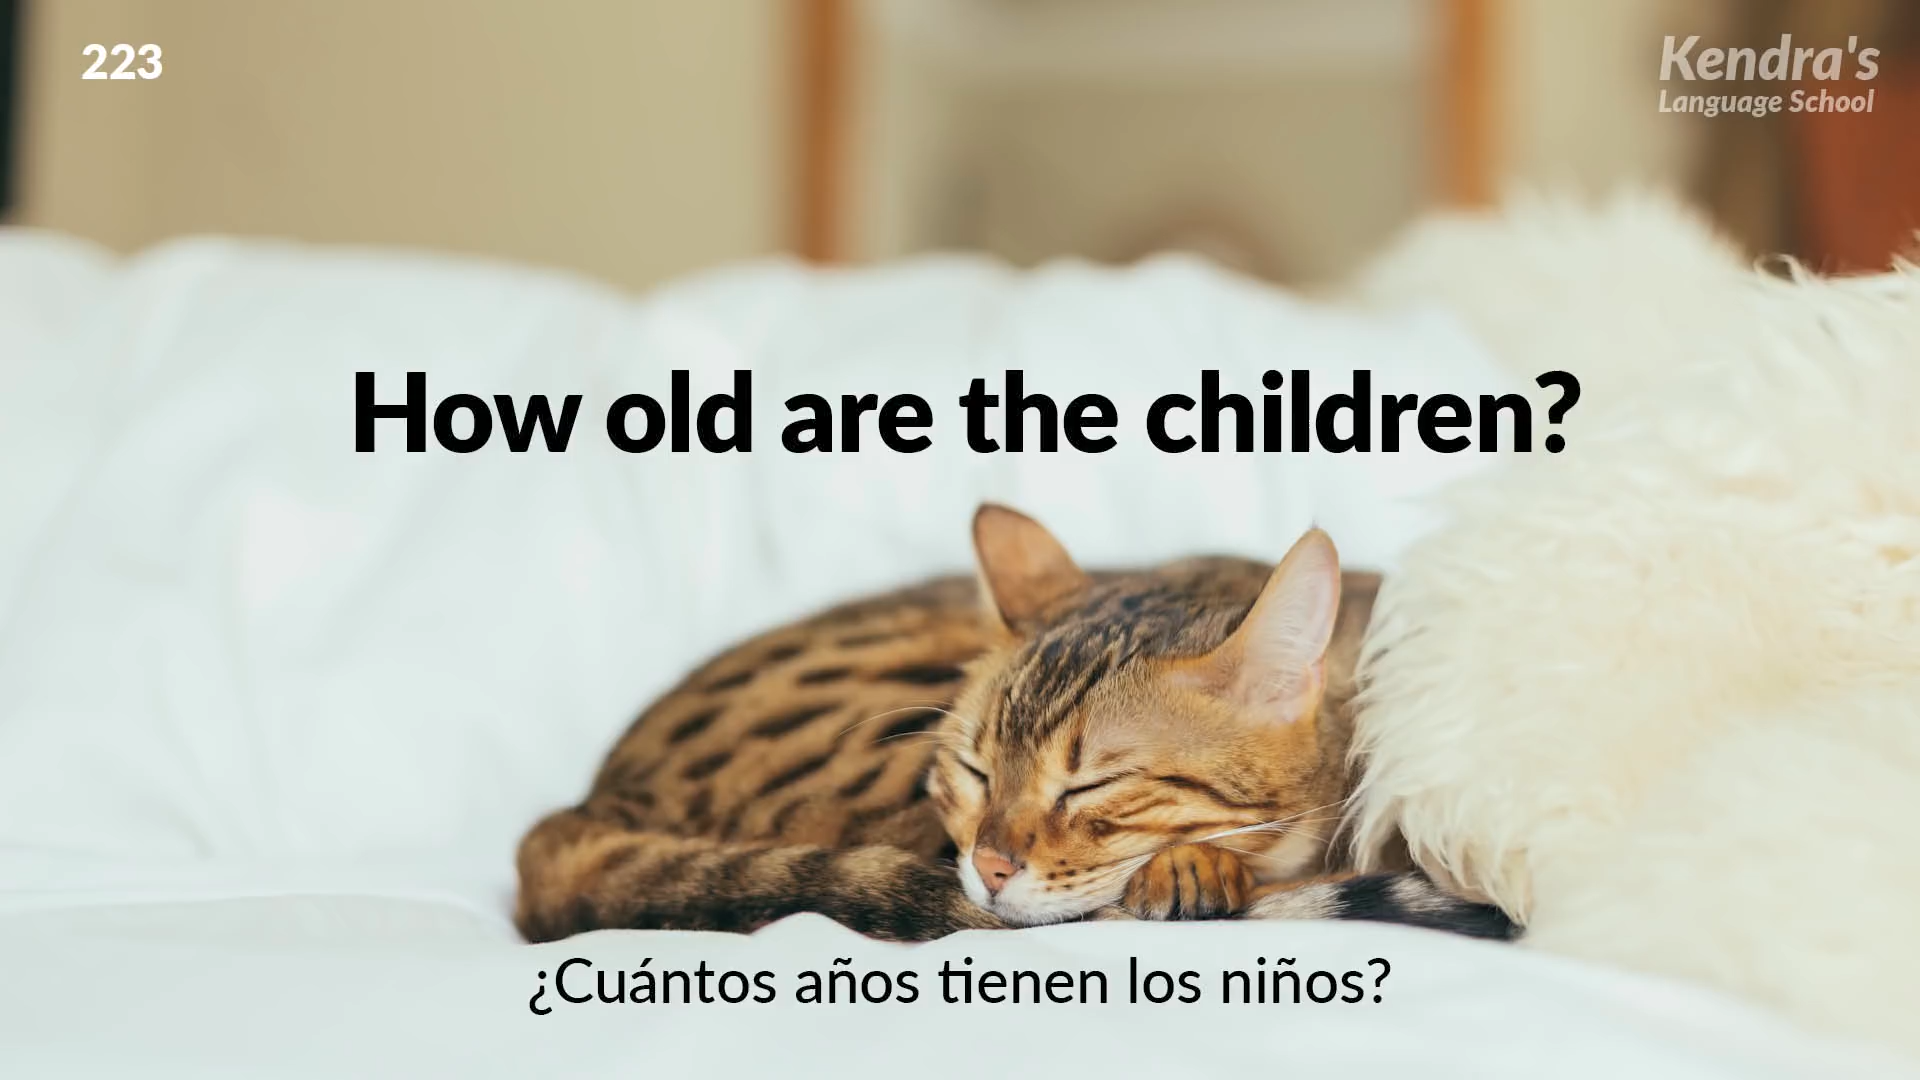 223
Kendra's
Language School
How old are the children?
¿Cuántos años tienen los niños?